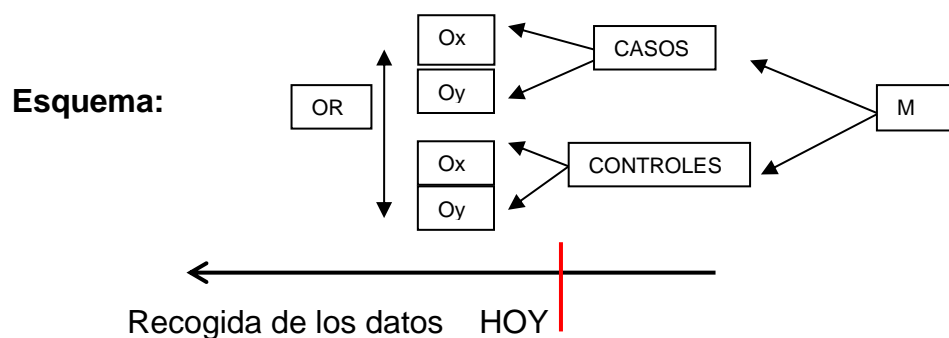 Ox
CASOS
Esquema:
OR
Oy
M
Ox
CONTROLES
Oy
Recogida de los datos HOY